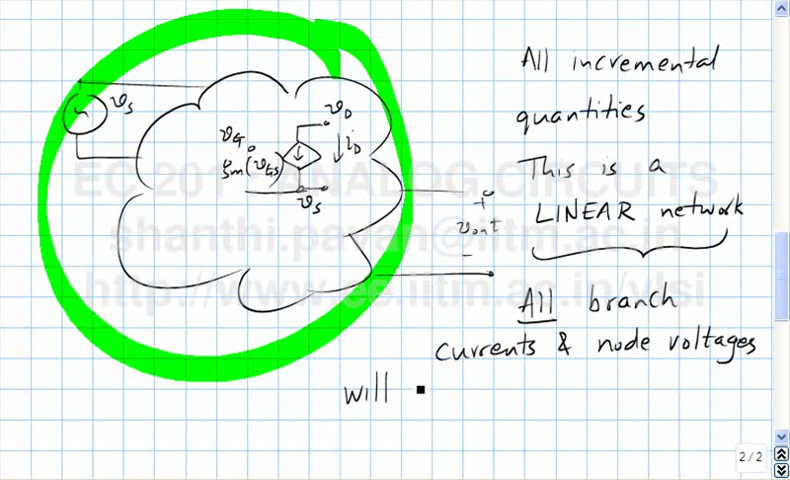 All incremental
quantities
This is a
LINEAR network
All branch
currents & node voltages
will
vs
vD
vG
gm(vGS)
iD
vs
+
vout
-
EC 201 ANALOG CIRCUITS
shanthi.pavan@iitm.ac.in
http://www.ee.iitm.ac.in/vlsi
2/2